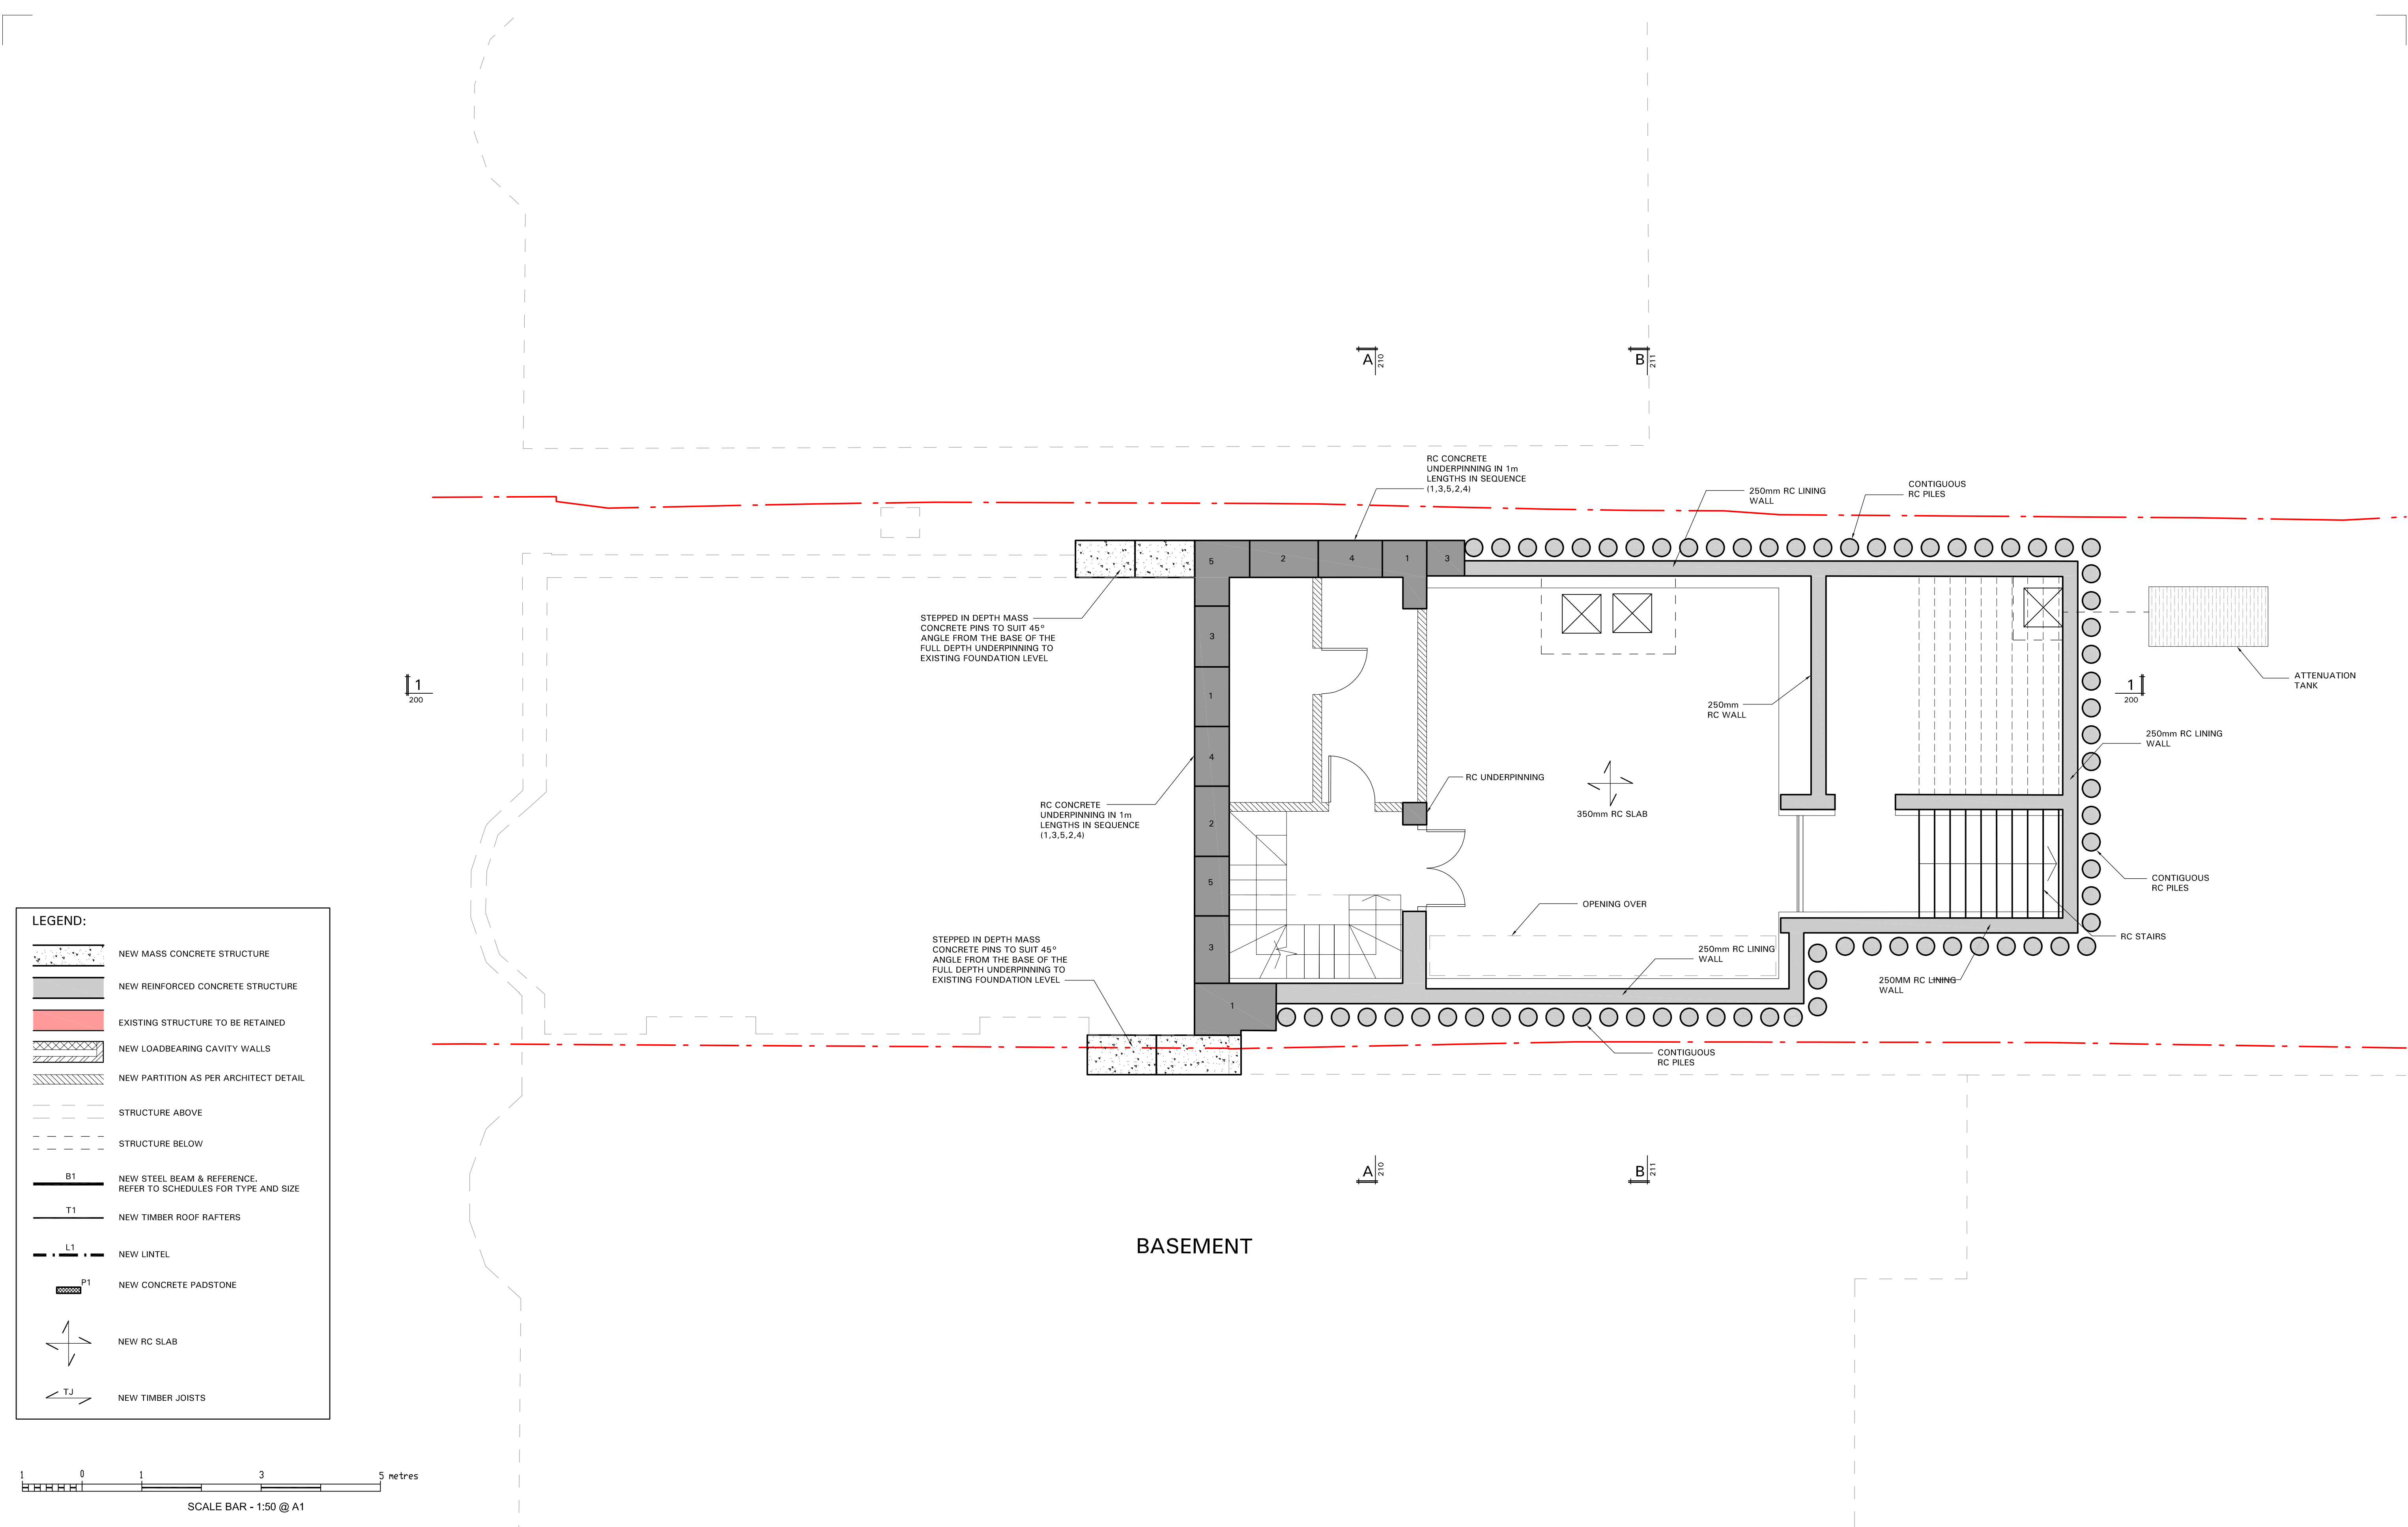 A
210
B
211
RC CONCRETE
UNDERPINNING IN 1m
LENGTHS IN SEQUENCE
(1,3,5,2,4)
250mm RC LINING
WALL
CONTIGUOUS
RC PILES
5
2
4
1
3
STEPPED IN DEPTH MASS
CONCRETE PINS TO SUIT 45°
ANGLE FROM THE BASE OF THE
FULL DEPTH UNDERPINNING TO
EXISTING FOUNDATION LEVEL
3
1
200
1
1
200
ATTENUATION
TANK
250mm
RC WALL
250mm RC LINING
WALL
4
RC UNDERPINNING
RC CONCRETE
UNDERPINNING IN 1m
LENGTHS IN SEQUENCE
(1,3,5,2,4)
350mm RC SLAB
2
5
CONTIGUOUS
RC PILES
OPENING OVER
RC STAIRS
STEPPED IN DEPTH MASS
CONCRETE PINS TO SUIT 45°
ANGLE FROM THE BASE OF THE
FULL DEPTH UNDERPINNING TO
EXISTING FOUNDATION LEVEL
3
250mm RC LINING
WALL
250MM RC LINING
WALL
1
CONTIGUOUS
RC PILES
A
210
B
211
BASEMENT
LEGEND:
NEW MASS CONCRETE STRUCTURE
NEW REINFORCED CONCRETE STRUCTURE
EXISTING STRUCTURE TO BE RETAINED
NEW LOADBEARING CAVITY WALLS
NEW PARTITION AS PER ARCHITECT DETAIL
STRUCTURE ABOVE
STRUCTURE BELOW
B1
NEW STEEL BEAM & REFERENCE.
REFER TO SCHEDULES FOR TYPE AND SIZE
T1
NEW TIMBER ROOF RAFTERS
L1
NEW LINTEL
P1
NEW CONCRETE PADSTONE
NEW RC SLAB
TJ
NEW TIMBER JOISTS
1 0 1 3 5 metres
SCALE BAR - 1:50 @ A1